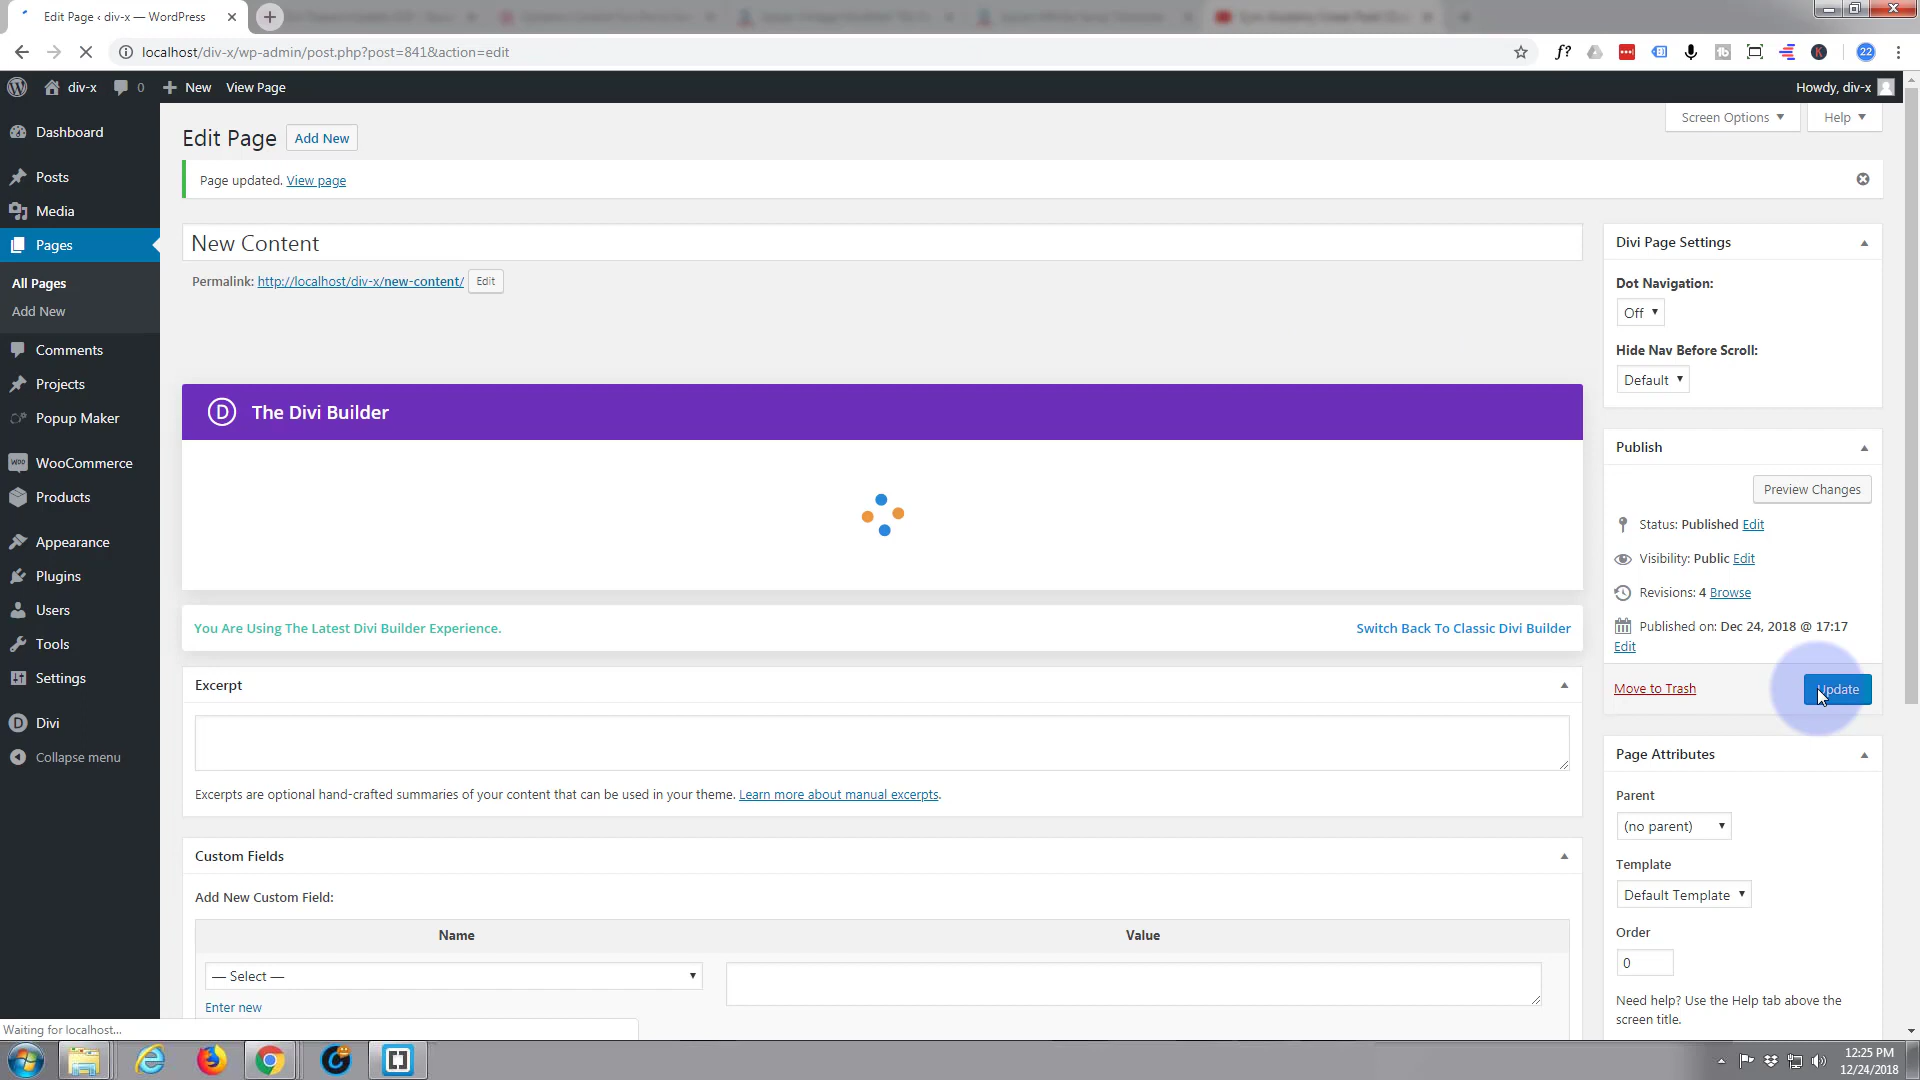 Edit Page ‹ div-x — WordPress
localhost/div-x/wp-admin/post.php?post=841&action=edit
f?
22
div-x
0
New
View Page
Howdy, div-x
Dashboard
Posts
Media
Pages
All Pages
Add New
Comments
Projects
Popup Maker
WooCommerce
Products
Appearance
Plugins
Users
Tools
Settings
Divi
Collapse menu
Screen Options
Help
Edit Page
Add New
Page updated. View page
New Content
Permalink: http://localhost/div-x/new-content/ Edit
D The Divi Builder
You Are Using The Latest Divi Builder Experience.
Switch Back To Classic Divi Builder
Excerpt
Excerpts are optional hand-crafted summaries of your content that can be used in your theme. Learn more about manual excerpts.
Custom Fields
Add New Custom Field:
Name
Value
— Select —
Enter new
Divi Page Settings
Dot Navigation:
Off
Hide Nav Before Scroll:
Default
Publish
Preview Changes
Status: Published Edit
Visibility: Public Edit
Revisions: 4 Browse
Published on: Dec 24, 2018 @ 17:17
Edit
Move to Trash
Update
Page Attributes
Parent
(no parent)
Template
Default Template
Order
0
Need help? Use the Help tab above the
screen title.
Waiting for localhost...
12:25 PM
12/24/2018